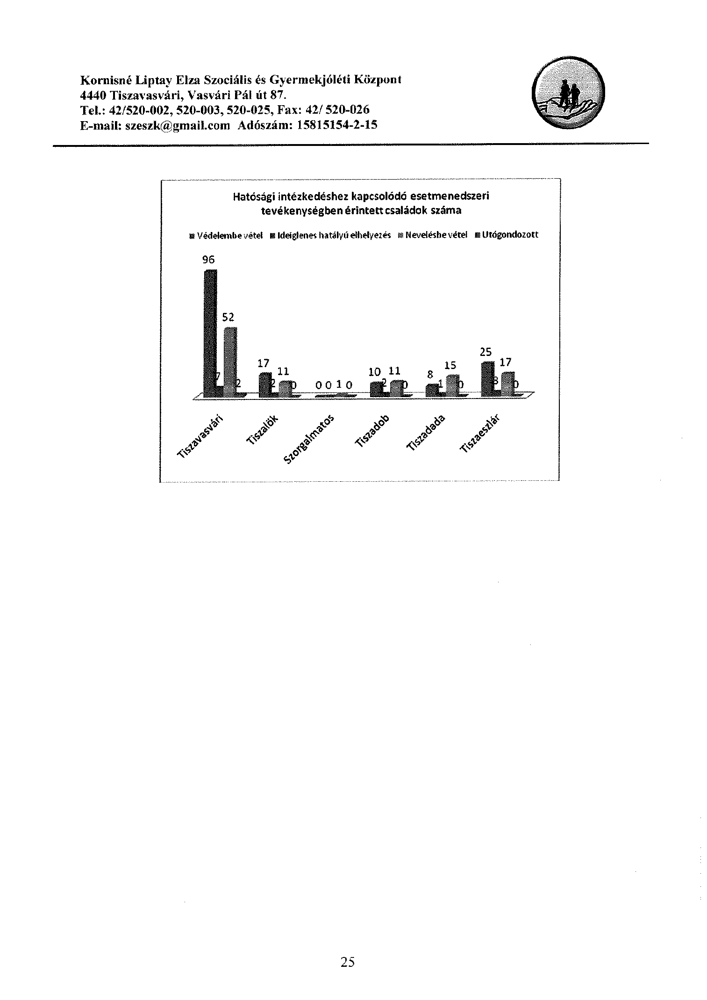 Kornisné Liptay Elza Szociális és Gyermekjóléti Központ
4440 Tiszavasvári, Vasvári Pál út 87.
Tel.: 42/520-002, 520-003, 520-025, Fax: 42/ 520-026
E-mail: szeszk@gmail.com Adószám: 15815154-2-15
Hatósági intézkedéshez kapcsolódó esetmenedszeri
tevékenységben érintett családok száma
Védelembe vétel Ideiglenes hatályú elhelyezés Nevelésbe vétel Utógondozott
96
52
25
17 15 17
11 10 11 8
7 2 2 0 0 0 1 0 2 0 1 0 3 0
Tiszavasvári Tiszalök Szorgalmatos Tiszadob Tiszadada Tiszaeszlár
25